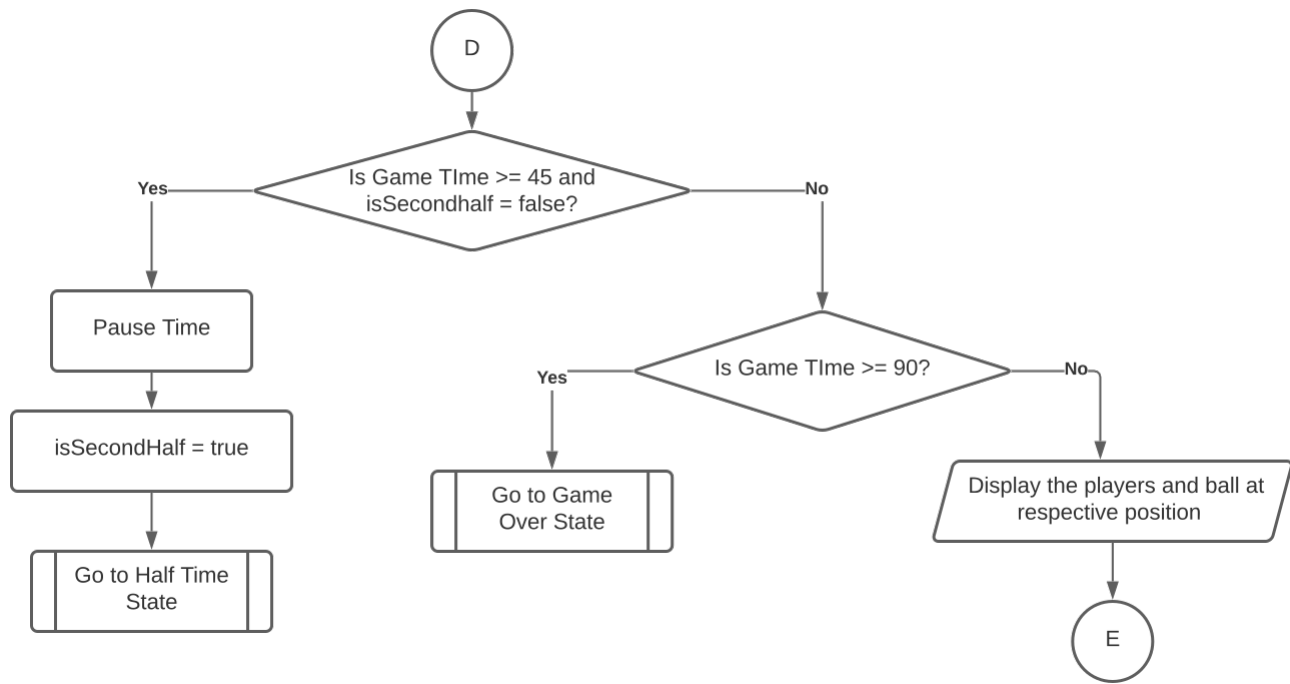 D
Is Game TIme >= 45 and
isSecondhalf = false?
Yes
No
Pause Time
Is Game TIme >= 90?
Yes
No
isSecondHalf = true
Go to Game
Over State
Display the players and ball at
respective position
Go to Half Time
State
E